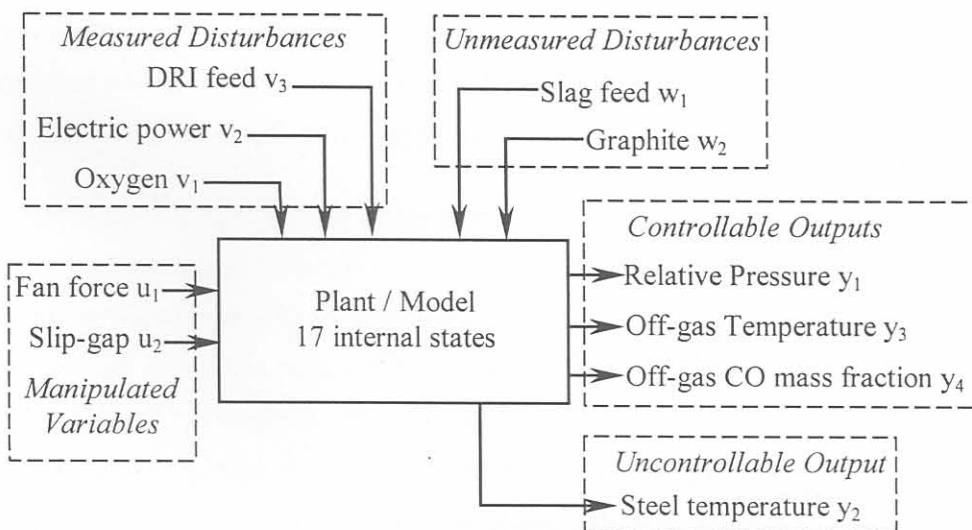 Measured Disturbances
DRI feed v3
Electric power v2
Oxygen v1
Unmeasured Disturbances
Slag feed w1
Graphite w2
Fan force u1
Slip-gap u2
Manipulated
Variables
Plant / Model
17 internal states
Controllable Outputs
Relative Pressure y1
Off-gas Temperature y3
Off-gas CO mass fraction y4
Uncontrollable Output
Steel temperature y2